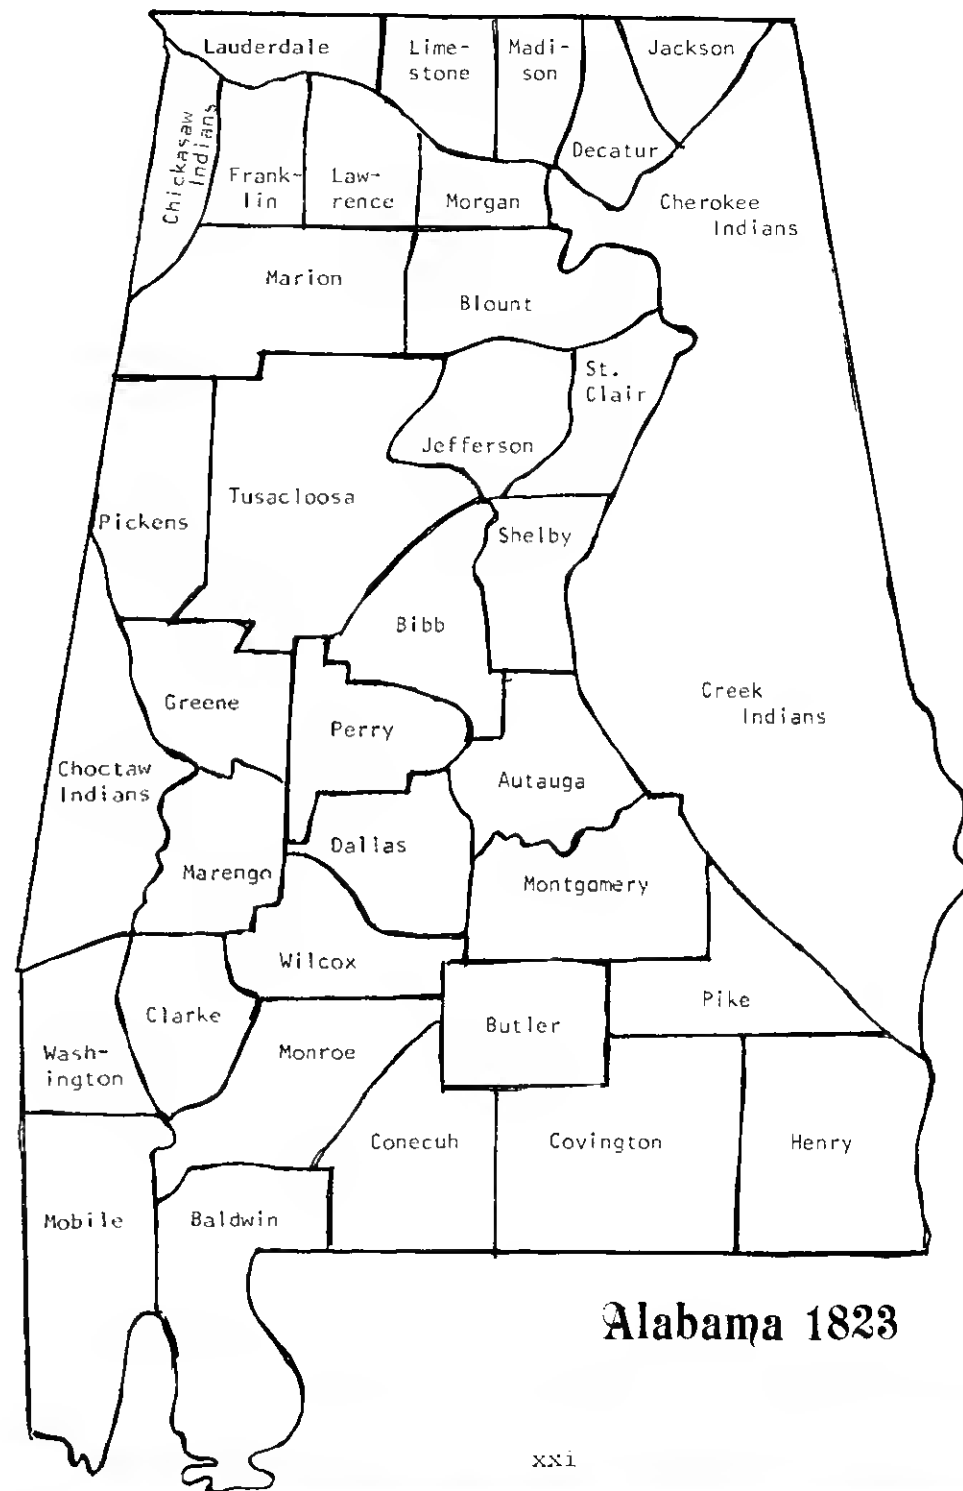 Lauderdale
Lime-
stone
Madi-
son
Jackson
Decatur
Chickasaw
Indians
Frank-
lin
Law-
rence
Morgan
Cherokee
Indians
Marion
Blount
St.
Clair
Jefferson
Tusacloosa
Pickens
Shelby
Bibb
Greene
Perry
Creek
Indians
Choctaw
Indians
Autauga
Dallas
Marengo
Montgomery
Wilcox
Pike
Clarke
Butler
Wash-
ington
Monroe
Conecuh
Covington
Henry
Mobile
Baldwin
Alabama 1823
xxi